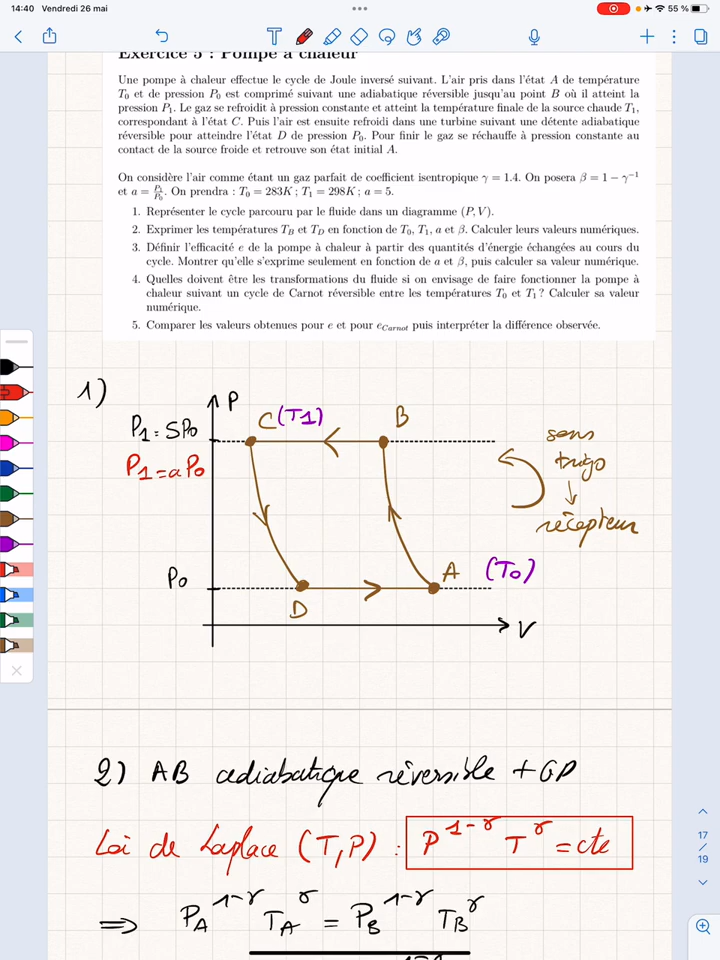 14:40 Vendredi 26 mai
55 %
Exercice 5 : Pompe à chaleur
Une pompe à chaleur effectue le cycle de Joule inversé suivant. L'air pris dans l'état A de température
T₀ et de pression P₀ est comprimé suivant une adiabatique réversible jusqu'au point B où il atteint la
pression P₁. Le gaz se refroidit à pression constante et atteint la température finale de la source chaude T₁,
correspondant à l'état C. Puis l'air est ensuite refroidi dans une turbine suivant une détente adiabatique
réversible pour atteindre l'état D de pression P₀. Pour finir le gaz se réchauffe à pression constante au
contact de la source froide et retrouve son état initial A.
On considère l'air comme étant un gaz parfait de coefficient isentropique γ = 1.4. On posera β = 1 − γ⁻¹
et a = P₁/P₀. On prendra : T₀ = 283K ; T₁ = 298K ; a = 5.
1. Représenter le cycle parcouru par le fluide dans un diagramme (P, V).
2. Exprimer les températures T_B et T_D en fonction de T₀, T₁, a et β. Calculer leurs valeurs numériques.
3. Définir l'efficacité e de la pompe à chaleur à partir des quantités d'énergie échangées au cours du
cycle. Montrer qu'elle s'exprime seulement en fonction de a et β, puis calculer sa valeur numérique.
4. Quelles doivent être les transformations du fluide si on envisage de faire fonctionner la pompe à
chaleur suivant un cycle de Carnot réversible entre les températures T₀ et T₁ ? Calculer sa valeur
numérique.
5. Comparer les valeurs obtenues pour e et pour e_Carnot puis interpréter la différence observée.
1)
P
C (T1)
B
P1 = 5P0
P1 = a P0
sens
trigo
↓
récepteur
P0
A (T0)
D
V
2) AB adiabatique réversible + GP
Loi de Laplace (T, P) : P^(1-γ) T^γ = cte
⟹ P_A^(1-γ) T_A^γ = P_B^(1-γ) T_B^γ
17
/
19